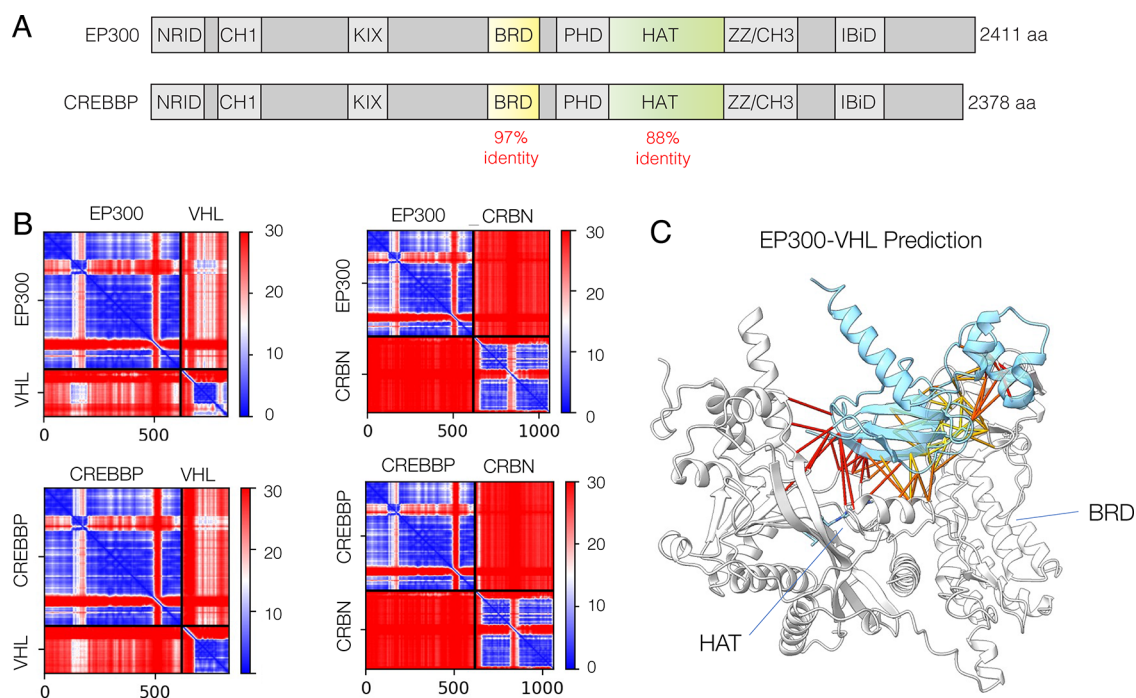 A
EP300 NRID CH1 KIX BRD PHD HAT ZZ/CH3 IBiD 2411 aa
CREBBP NRID CH1 KIX BRD PHD HAT ZZ/CH3 IBiD 2378 aa
97% 88%
identity identity
B
EP300 VHL
EP300
VHL
30
20
10
0
0 500
EP300 _ CRBN
EP300
CRBN
30
20
10
0
0 500 1000
CREBBP VHL
CREBBP
VHL
30
20
10
0
0 500
CREBBP CRBN
CREBBP
CRBN
30
20
10
0
0 500 1000
C
EP300-VHL Prediction
BRD
HAT